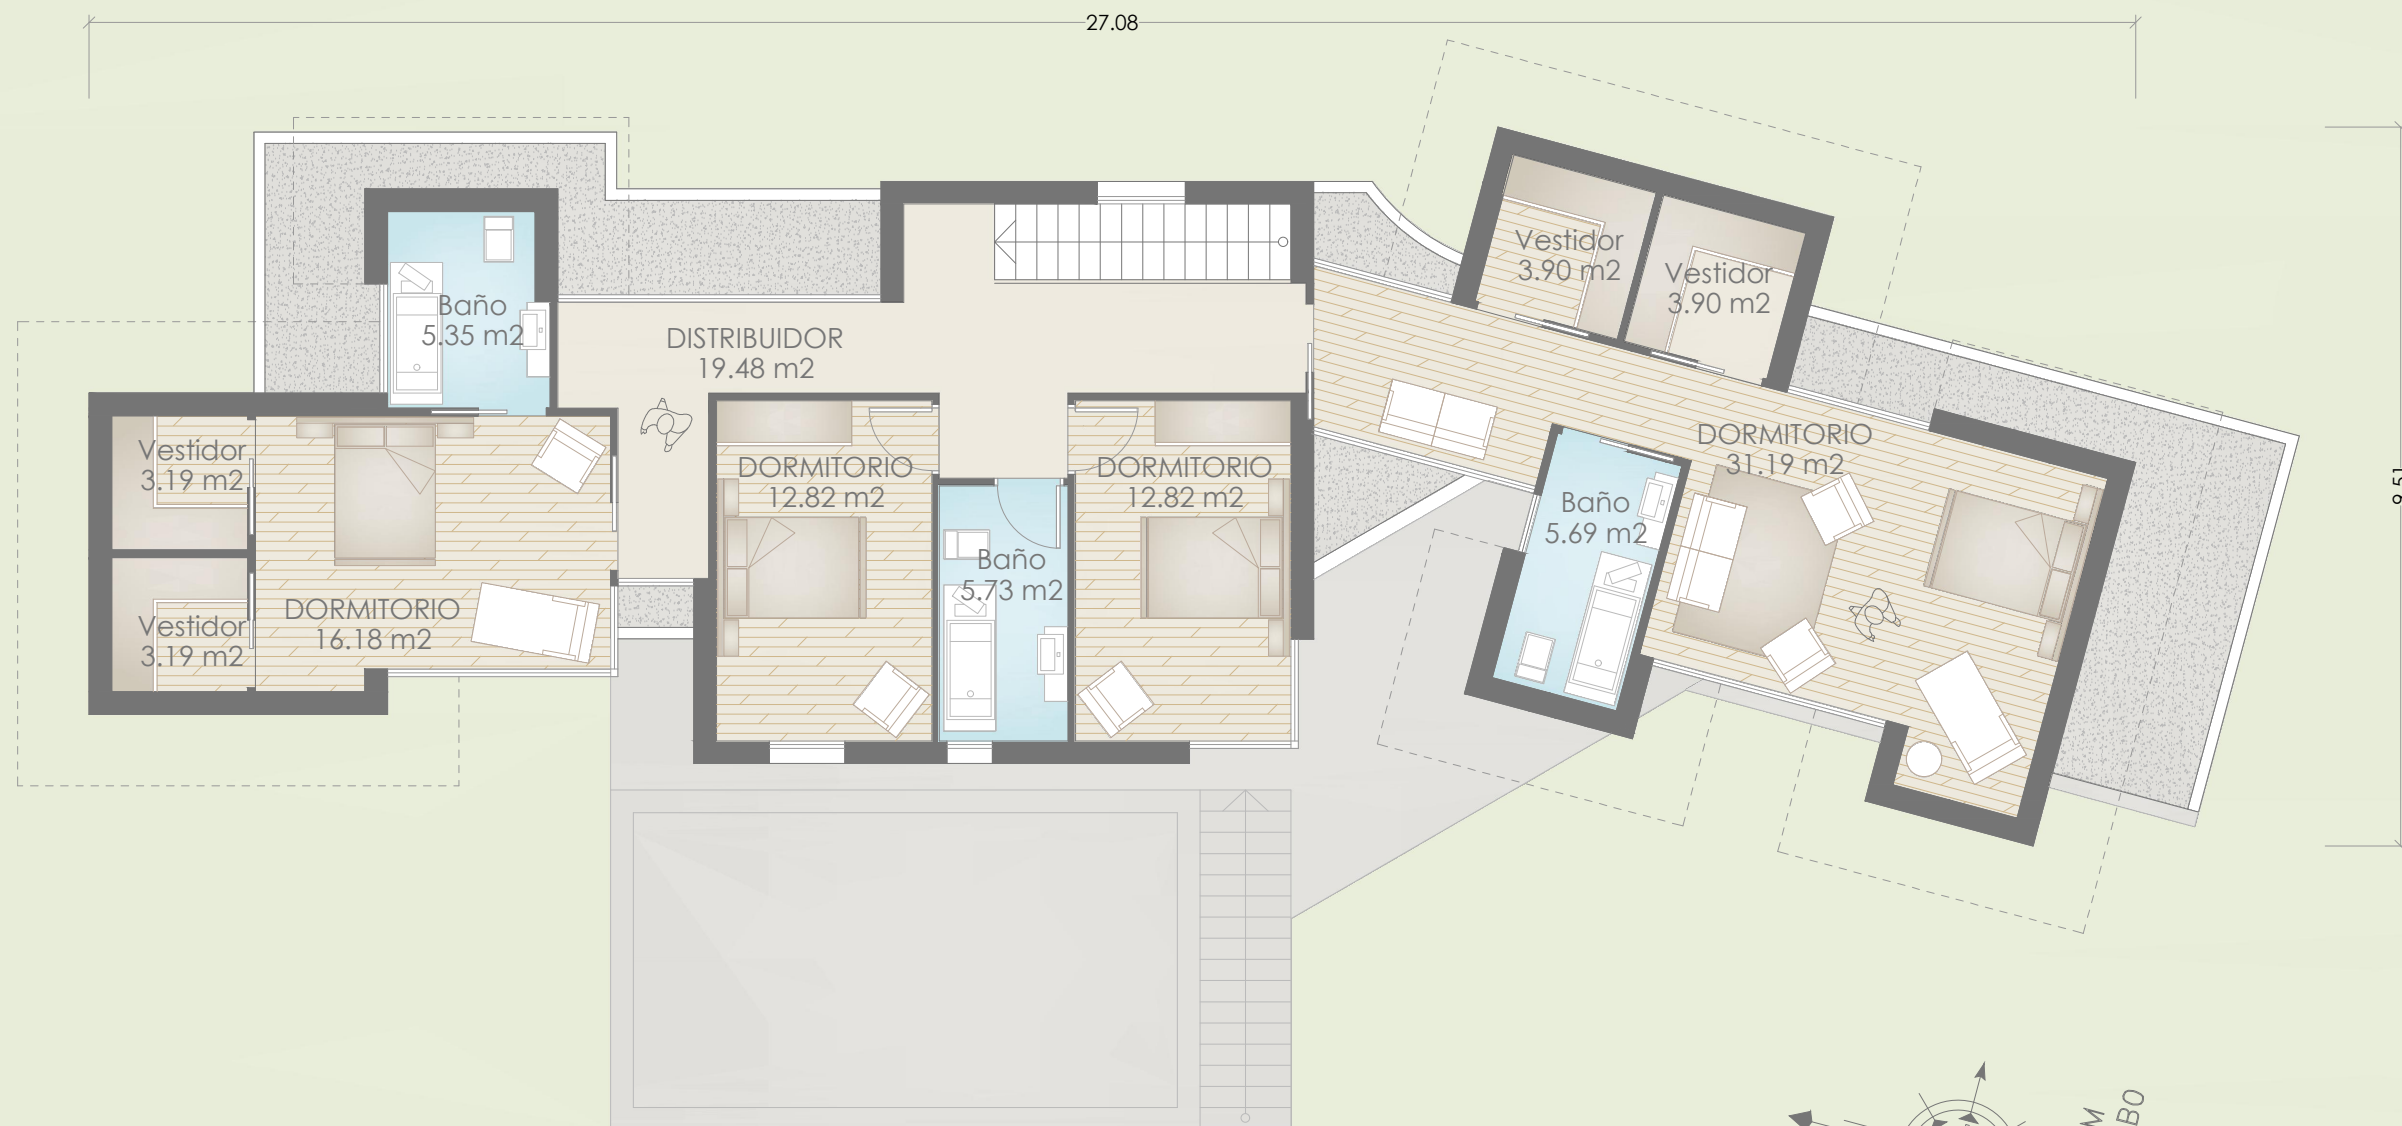 27.08
Vestidor
3.90 m2
Vestidor
3.90 m2
Baño
5.35 m2
DISTRIBUIDOR
19.48 m2
Vestidor
3.19 m2
DORMITORIO
12.82 m2
DORMITORIO
12.82 m2
DORMITORIO
31.19 m2
Baño
5.69 m2
9.51
Baño
5.73 m2
DORMITORIO
16.18 m2
Vestidor
3.19 m2